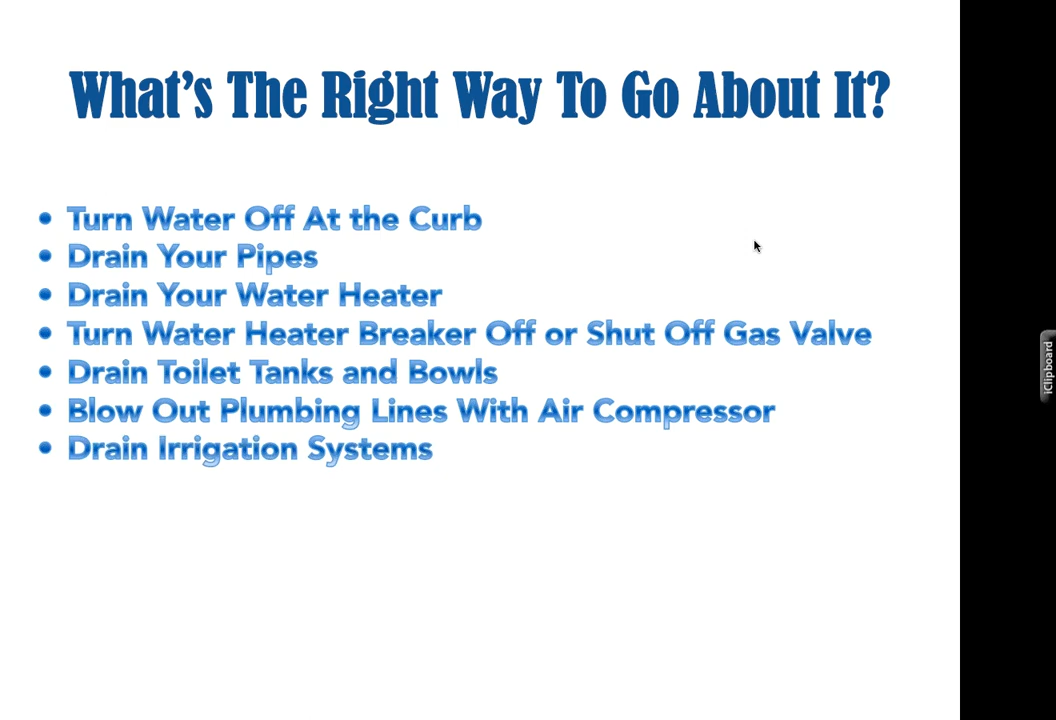 What's The Right Way To Go About It?
• Turn Water Off At the Curb
• Drain Your Pipes
• Drain Your Water Heater
• Turn Water Heater Breaker Off or Shut Off Gas Valve
• Drain Toilet Tanks and Bowls
• Blow Out Plumbing Lines With Air Compressor
• Drain Irrigation Systems
iClipboard